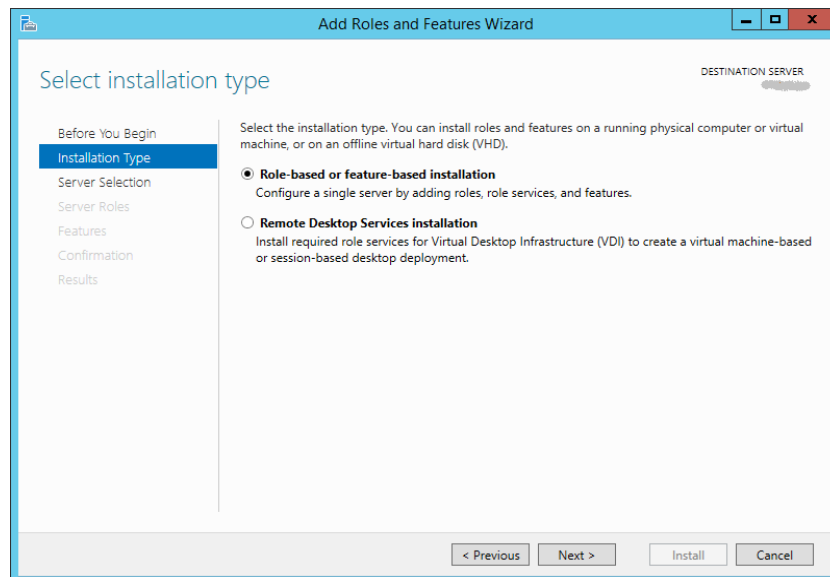 Add Roles and Features Wizard
Select installation type
DESTINATION SERVER
Before You Begin
Installation Type
Server Selection
Server Roles
Features
Confirmation
Results
Select the installation type. You can install roles and features on a running physical computer or virtual
machine, or on an offline virtual hard disk (VHD).
Role-based or feature-based installation
Configure a single server by adding roles, role services, and features.
Remote Desktop Services installation
Install required role services for Virtual Desktop Infrastructure (VDI) to create a virtual machine-based
or session-based desktop deployment.
< Previous
Next >
Install
Cancel